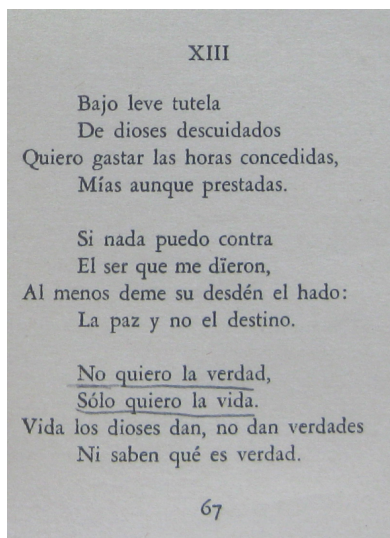 XIII
Bajo leve tutela
De dioses descuidados
Quiero gastar las horas concedidas,
Mías aunque prestadas.
Si nada puedo contra
El ser que me dïeron,
Al menos deme su desdén el hado:
La paz y no el destino.
No quiero la verdad,
Sólo quiero la vida.
Vida los dioses dan, no dan verdades
Ni saben qué es verdad.
67